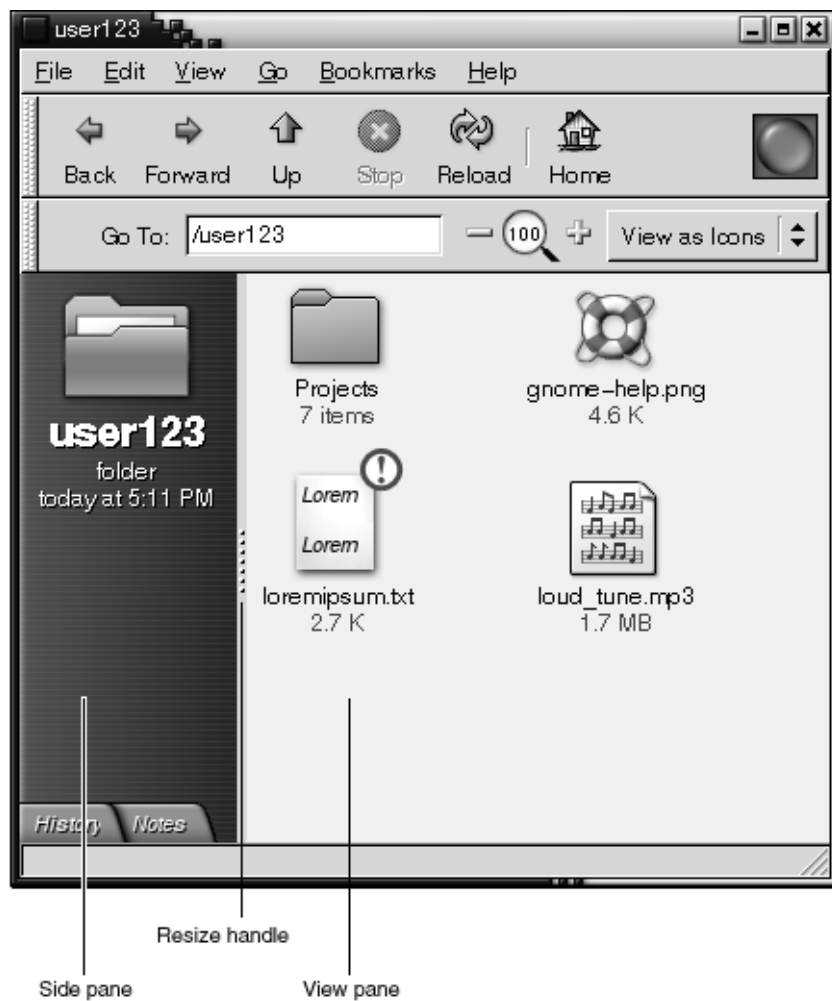 user123
File Edit View Go Bookmarks Help
Back Forward Up Stop Reload Home
Go To: /user123 100 View as Icons
user123
folder
today at 5:11 PM
Projects
7 items
gnome-help.png
4.6 K
Lorem
Lorem
loremipsum.txt
2.7 K
loud_tune.mp3
1.7 MB
History Notes
Resize handle
Side pane View pane